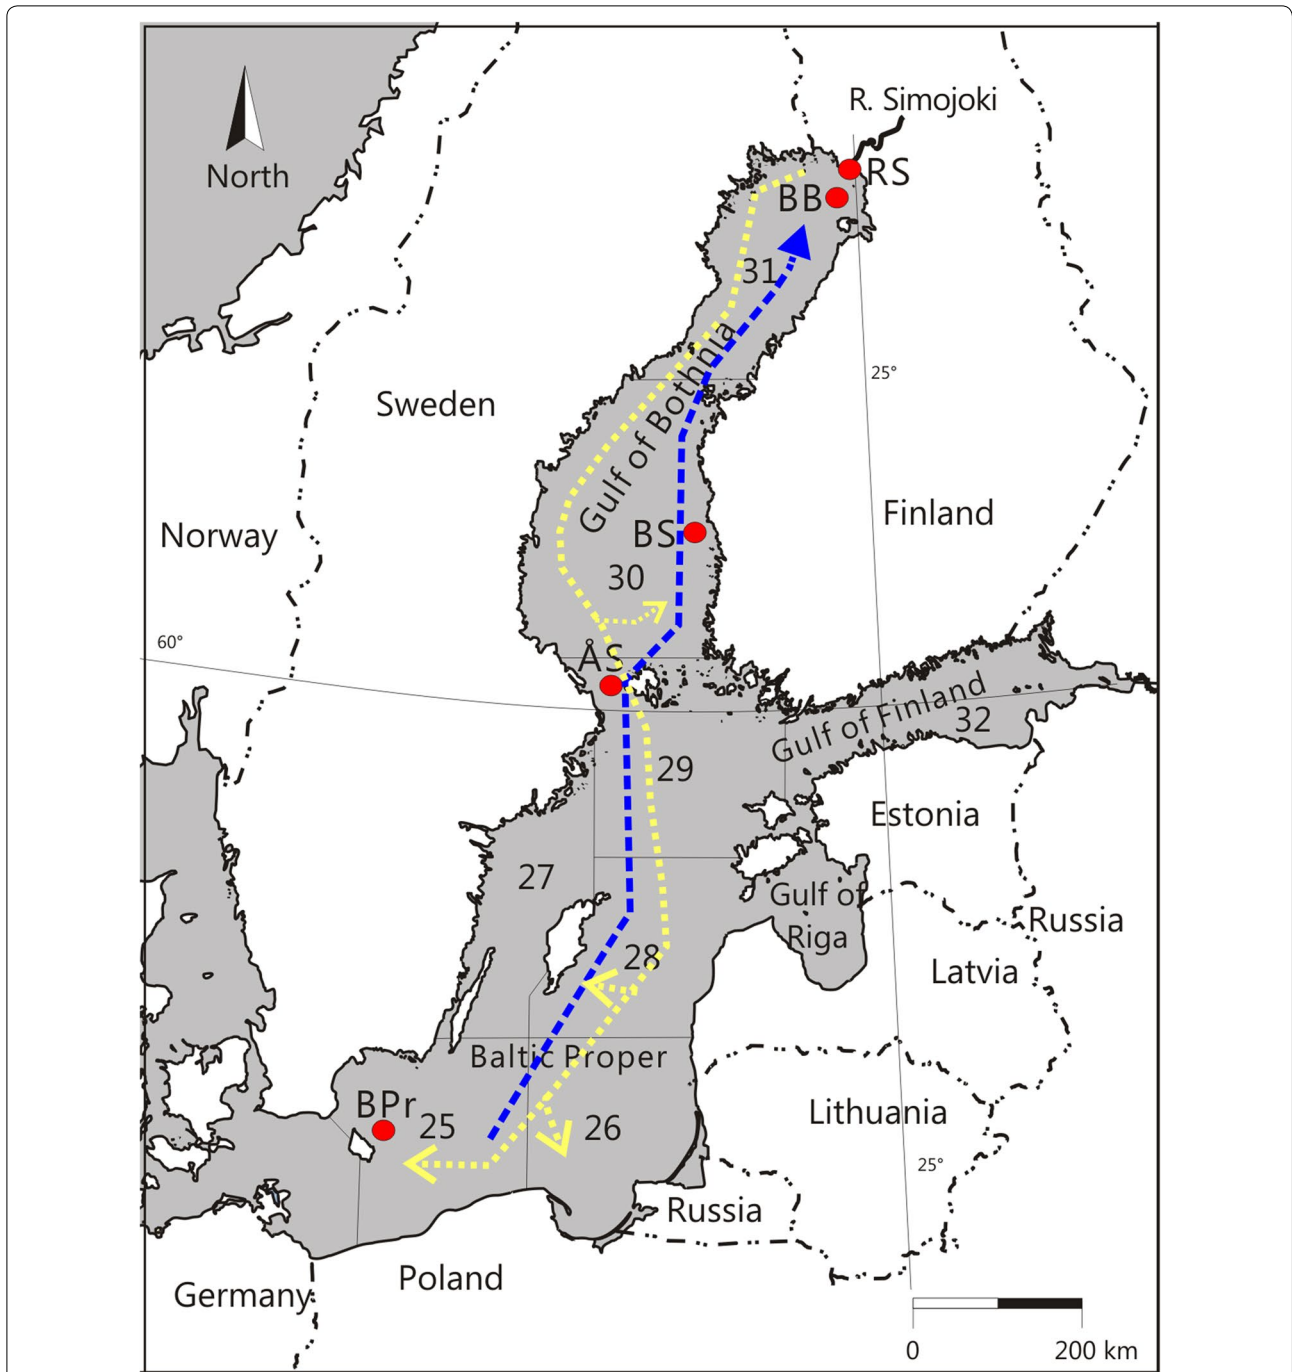 R. Simojoki
North
RS
BB
31
25°
Gulf of Bothnia
Sweden
Finland
Norway
BS
30
60°
ÅS
Gulf of Finland
32
29
Estonia
27
Gulf of
Riga
Russia
28
Latvia
Baltic Proper
BPr
25
26
Lithuania
25°
Russia
Poland
Germany
0
200 km